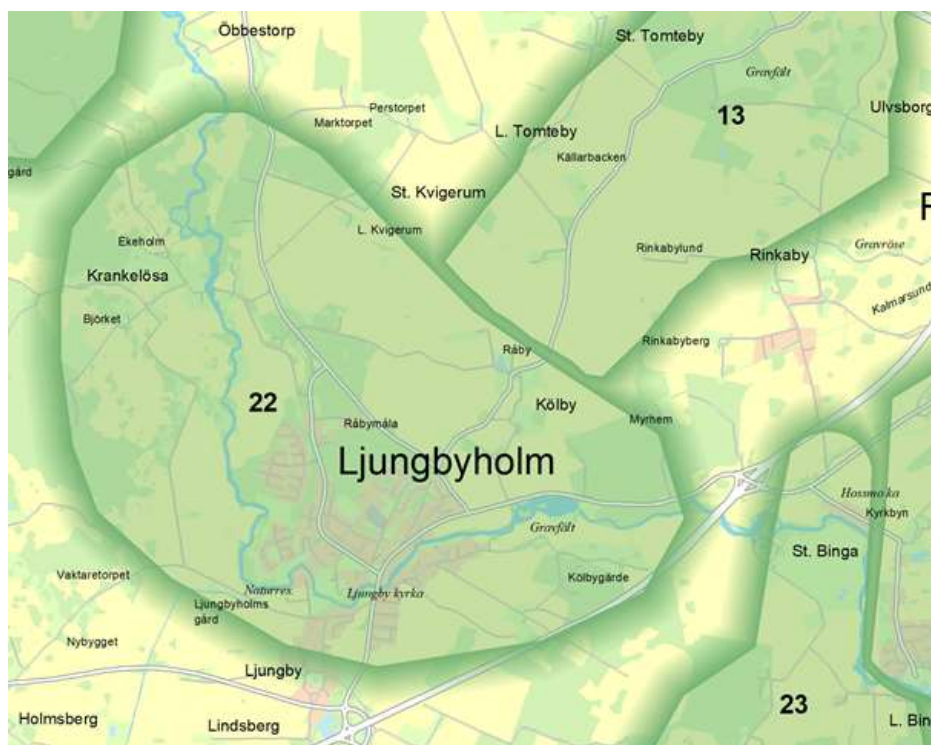 Öbbestorp
St. Tomteby
Gravfält
13
Ulvsborg
Perstorpet
Marktorpet
L. Tomteby
Källarbacken
gård
St. Kvigerum
L. Kvigerum
Ekeholm
Rinkabylund
Rinkaby
Gravröse
Krankelösa
Kalmarsund
Björket
Råby
Rinkabyberg
22
Kölby
Råbymåla
Myrhem
Ljungbyholm
Hossmo ka
Kyrkbyn
Gravfält
St. Binga
Vaktaretorpet
Naturres
Ljungby kyrka
Kölbygärde
Ljungbyholms
gård
Nybygget
Ljungby
Holmsberg
Lindsberg
23
L. Bin